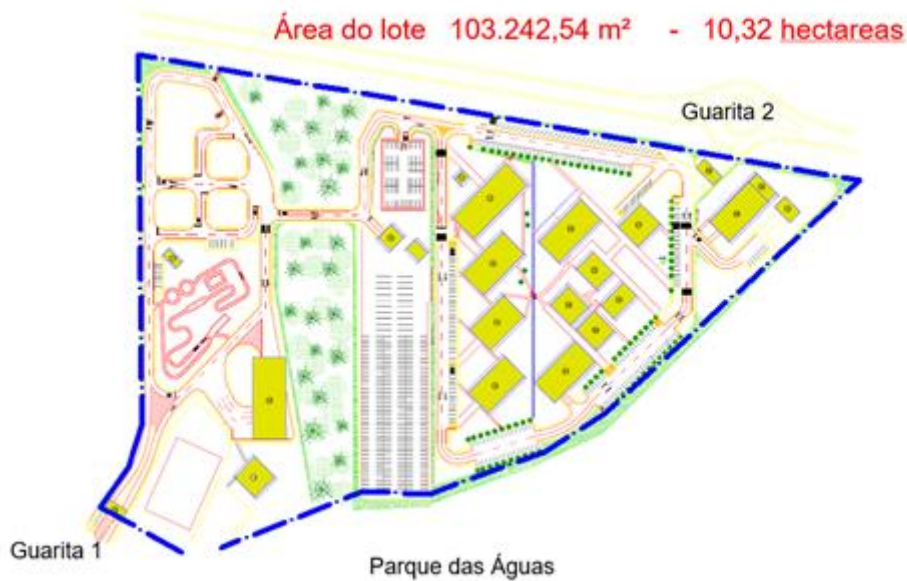 Área do lote 103.242,54 m² - 10,32 hectareas
Guarita 2
Guarita 1
Parque das Águas